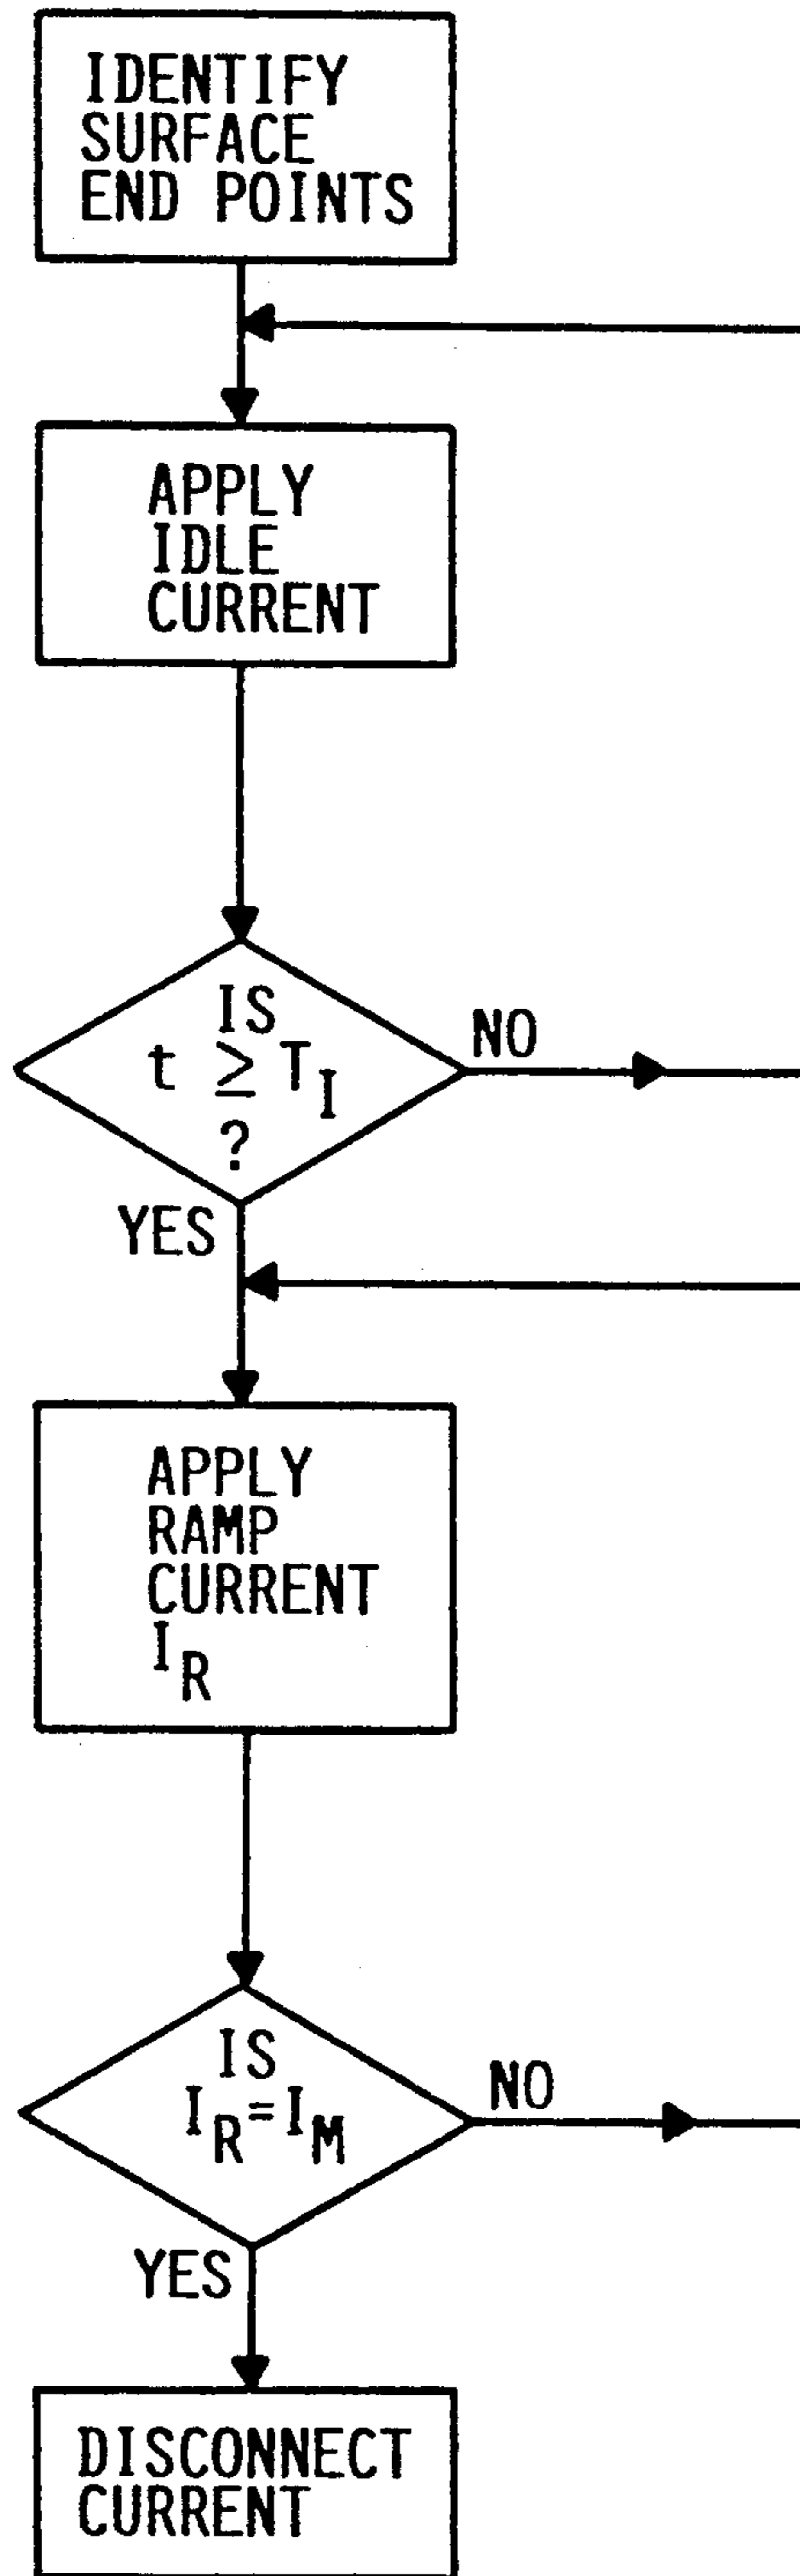 IDENTIFY
SURFACE
END POINTS
APPLY
IDLE
CURRENT
IS
t ≥ T_I
?
NO
YES
APPLY
RAMP
CURRENT
I_R
IS
I_R=I_M
NO
YES
DISCONNECT
CURRENT